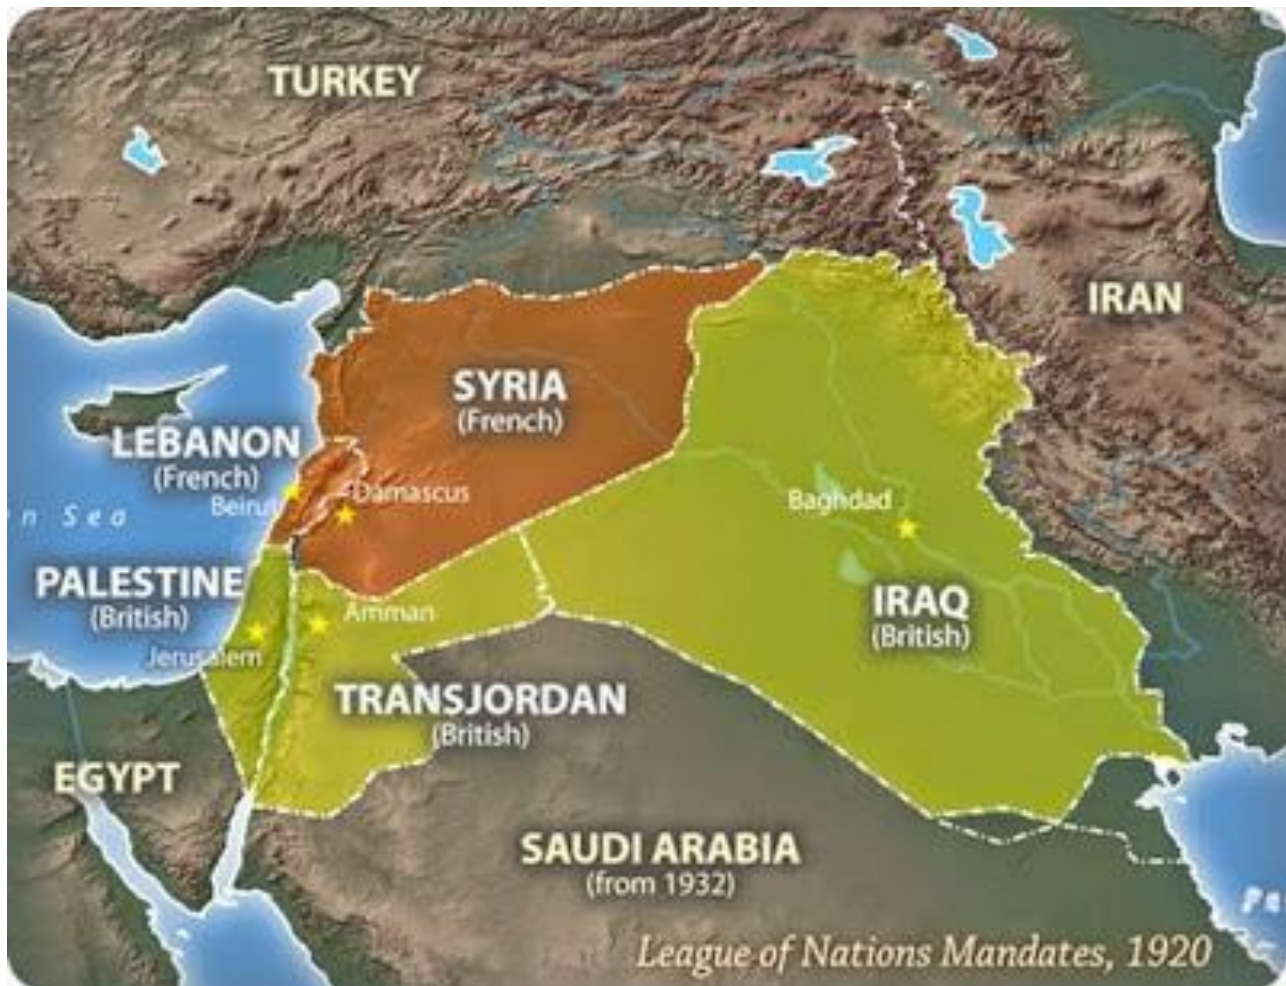 TURKEY
IRAN
SYRIA
(French)
LEBANON
(French)
Beirut
Damascus
n Sea
Baghdad
PALESTINE
(British)
Amman
IRAQ
(British)
Jerusalem
TRANSJORDAN
(British)
EGYPT
SAUDI ARABIA
(from 1932)
Pe
League of Nations Mandates, 1920